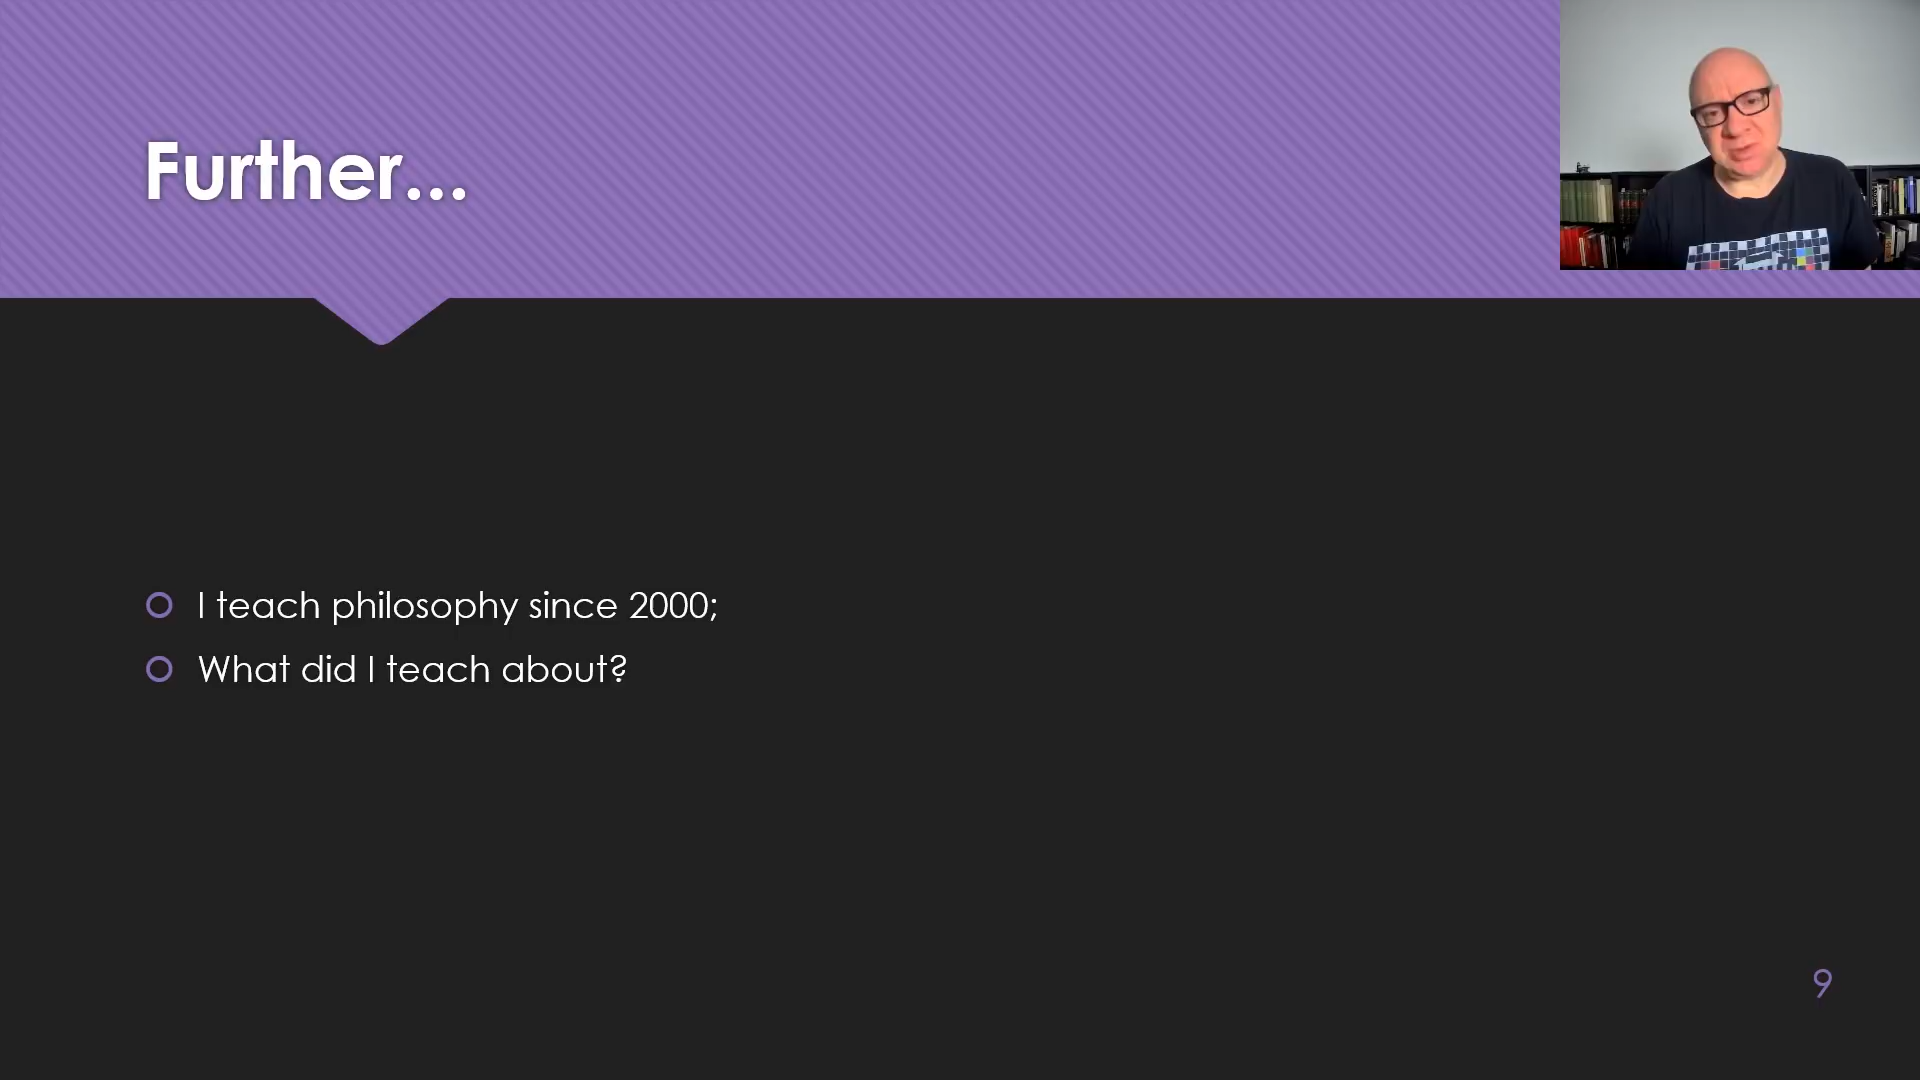 Further...
I teach philosophy since 2000;
What did I teach about?
9